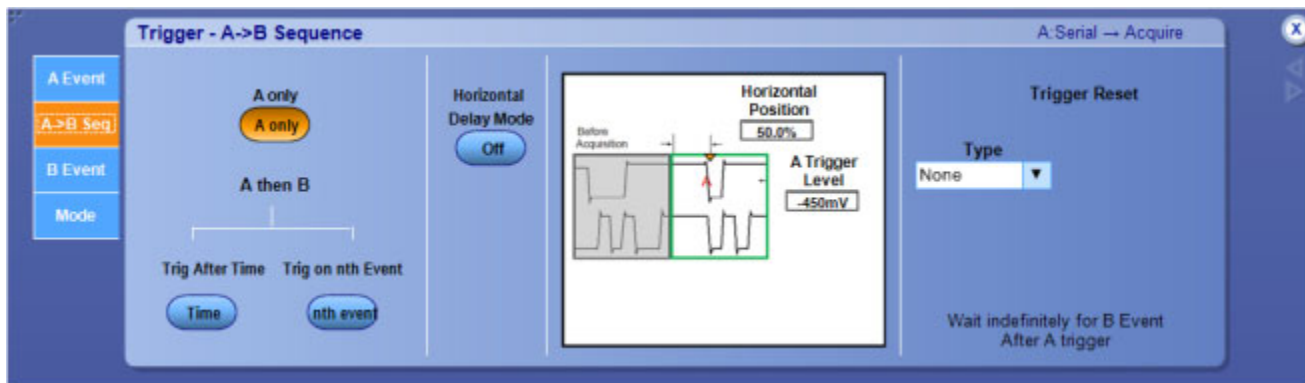 Trigger - A->B Sequence
A:Serial → Acquire
X
A Event
A->B Seq
B Event
Mode
A only
A only
A then B
Trig After Time
Time
Trig on nth Event
nth event
Horizontal
Delay Mode
Off
Horizontal
Position
50.0%
Before
Acquisition
A
A Trigger
Level
-450mV
Trigger Reset
Type
None
Wait indefinitely for B Event
After A trigger